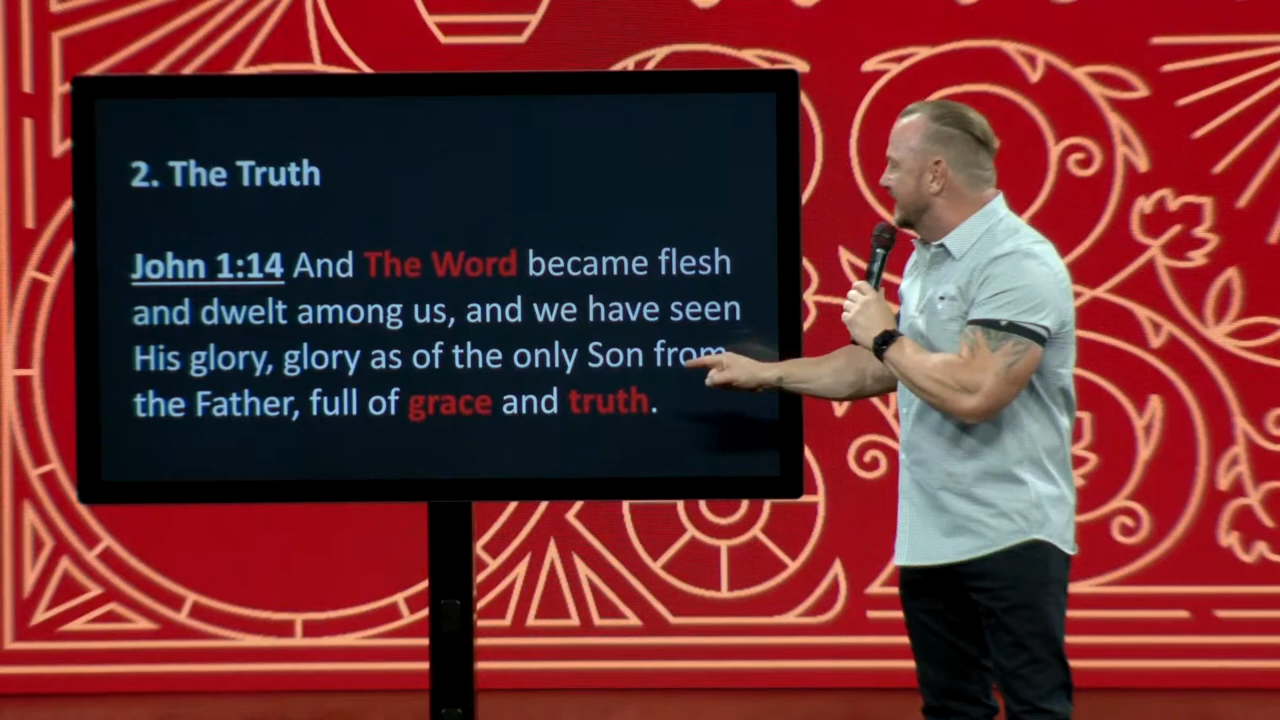 2. The Truth
John 1:14 And The Word became flesh
and dwelt among us, and we have seen
His glory, glory as of the only Son from
the Father, full of grace and truth.